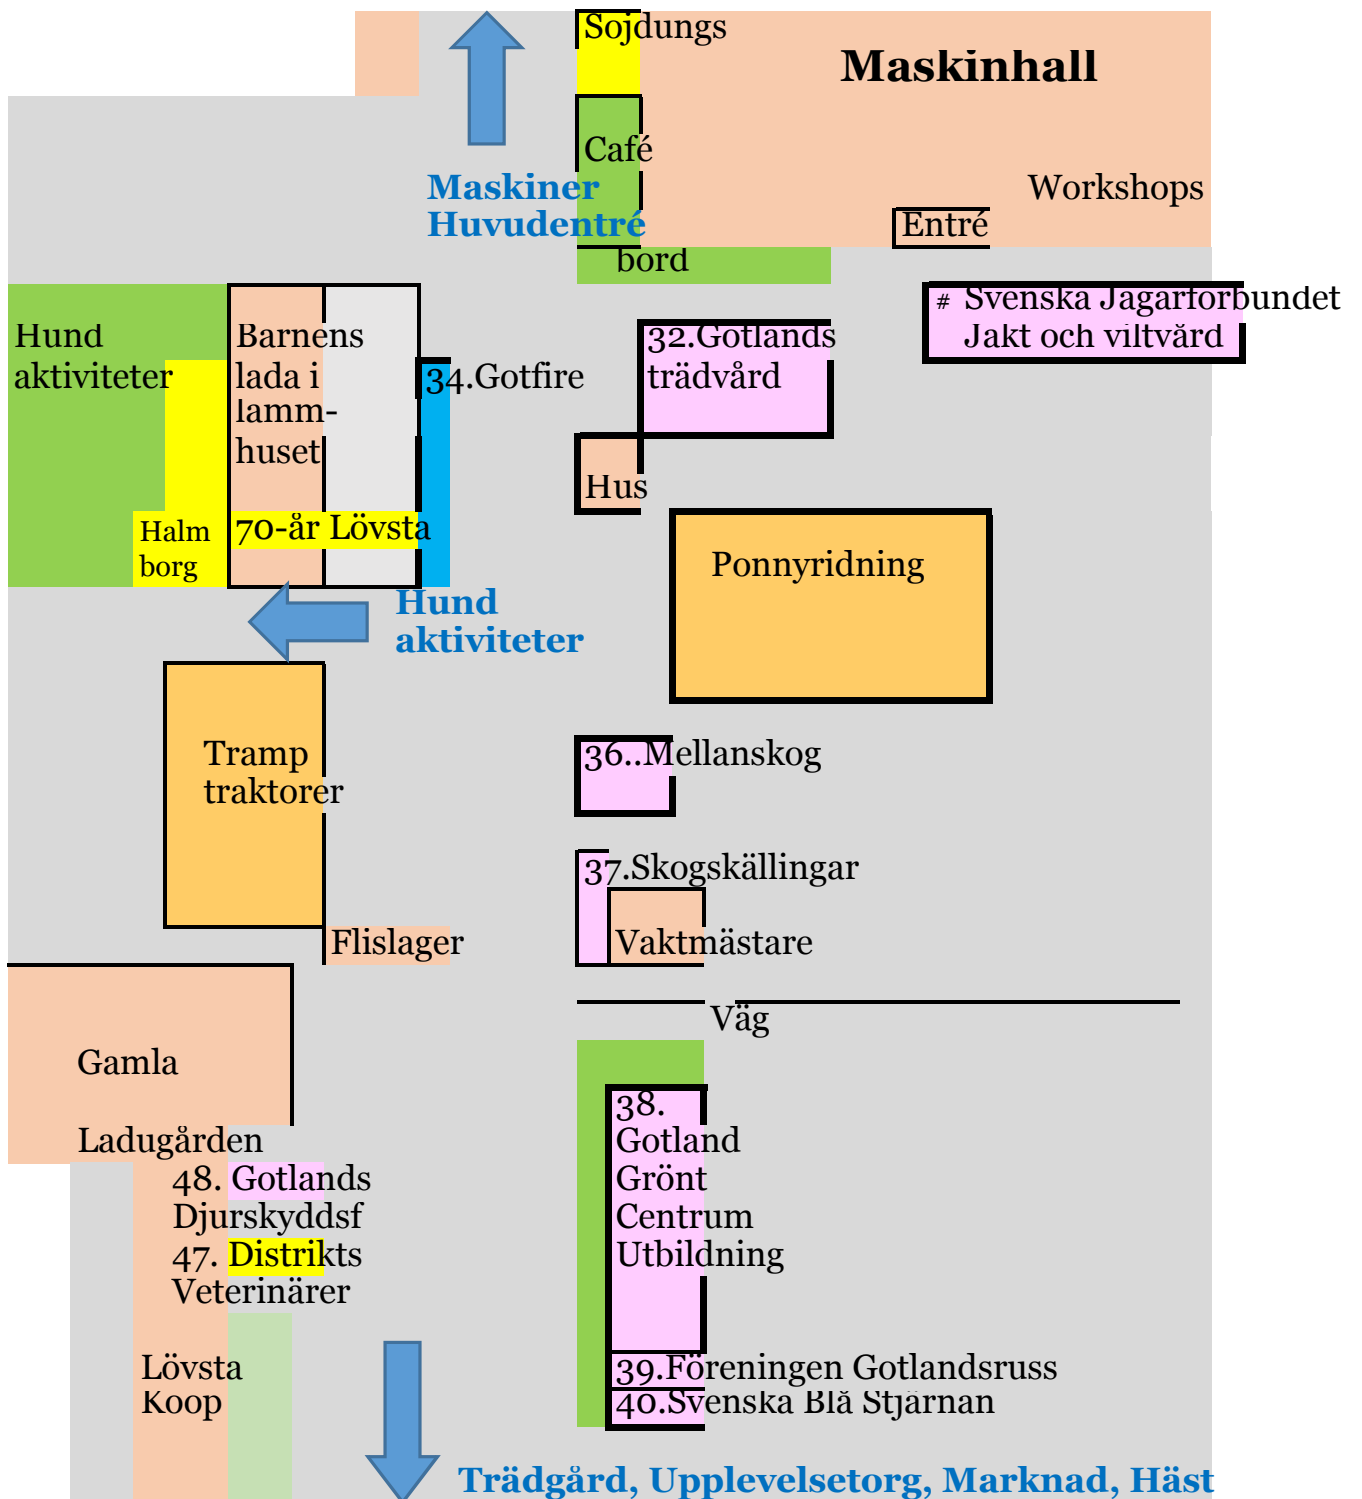 Sojdungs
Maskinhall
Café
Maskiner
Huvudentré
Workshops
Entré
bord
# Svenska Jägarförbundet
Jakt och viltvård
Hund
aktiviteter
Barnens
lada i
lamm-
huset
34.Gotfire
32.Gotlands
trädvård
Hus
Halm
borg
70-år Lövsta
Ponnyridning
Hund
aktiviteter
Tramp
traktorer
36..Mellanskog
37.Skogskällingar
Flislager
Vaktmästare
Väg
Gamla
Ladugården
38.
Gotland
Grönt
Centrum
Utbildning
48. Gotlands
Djurskyddsf
47. Distrikts
Veterinärer
Lövsta
Koop
39.Föreningen Gotlandsruss
40.Svenska Blå Stjärnan
Trädgård, Upplevelsetorg, Marknad, Häst